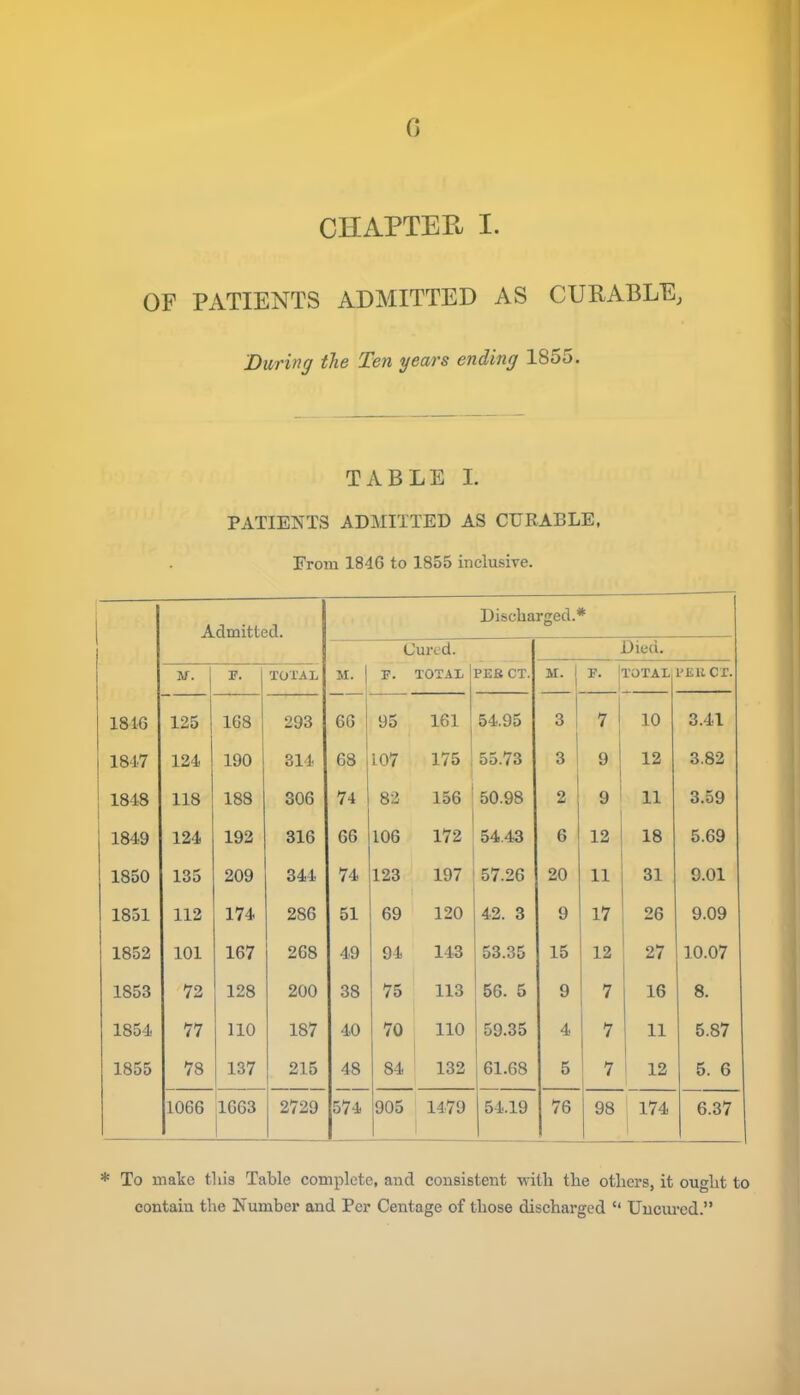 6
CHAPTER I.
OF PATIENTS ADMITTED AS CURABLE,
During the Ten years ending 1855.
TABLE I.
PATIENTS ADMITTED AS CURABLE,
From 1846 to 1855 inclusive.
Admitted. Discharged.*
Cured. Died.
M. F. TOTAL M. F. TOTAL PER CT. M. F. TOTAL PER CT.
1846 125 168 293 66 95 161 54.95 3 7 10 3.41
1847 124 190 314 68 107 175 55.73 3 9 12 3.82
1848 118 188 306 74 82 156 50.98 2 9 11 3.59
1849 124 192 316 66 106 172 54.43 6 12 18 5.69
1850 135 209 344 74 123 197 57.26 20 11 31 9.01
1851 112 174 286 51 69 120 42. 3 9 17 26 9.09
1852 101 167 268 49 94 143 53.35 15 12 27 10.07
1853 72 128 200 38 75 113 56. 5 9 7 16 8.
1854 77 110 187 40 70 110 59.35 4 7 11 5.87
1855 78 137 215 48 84 132 61.68 5 7 12 5. 6
1066 1663 2729 574 905 1479 54.19 76 98 174 6.37
* To make this Table complete, and consistent with the others, it ought to
contain the Number and Per Centage of those discharged “ Uncured.”